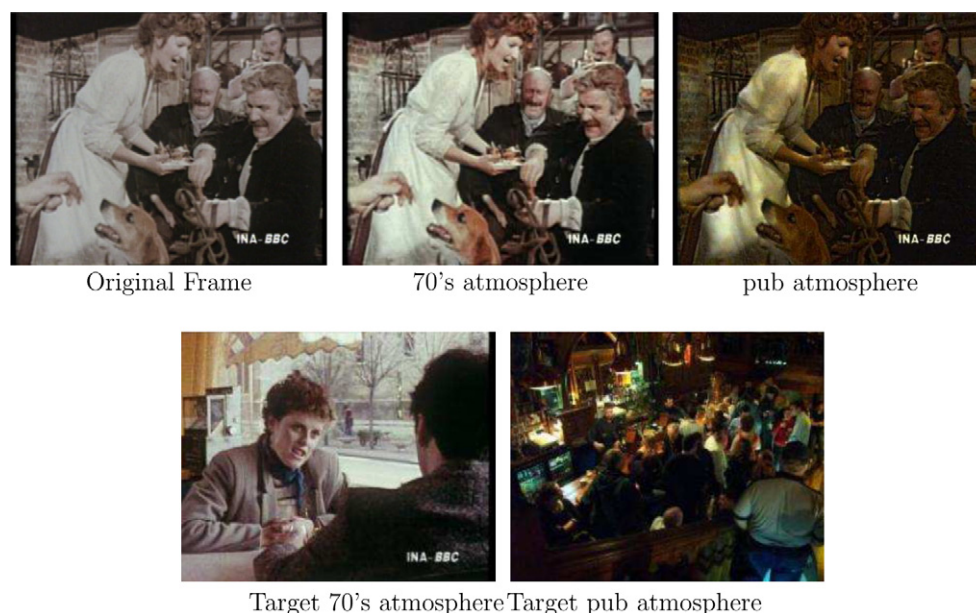 INA-BBC
INA-BBC
INA-BBC
Original Frame
70's atmosphere
pub atmosphere
INA-BBC
Target 70's atmosphere
Target pub atmosphere